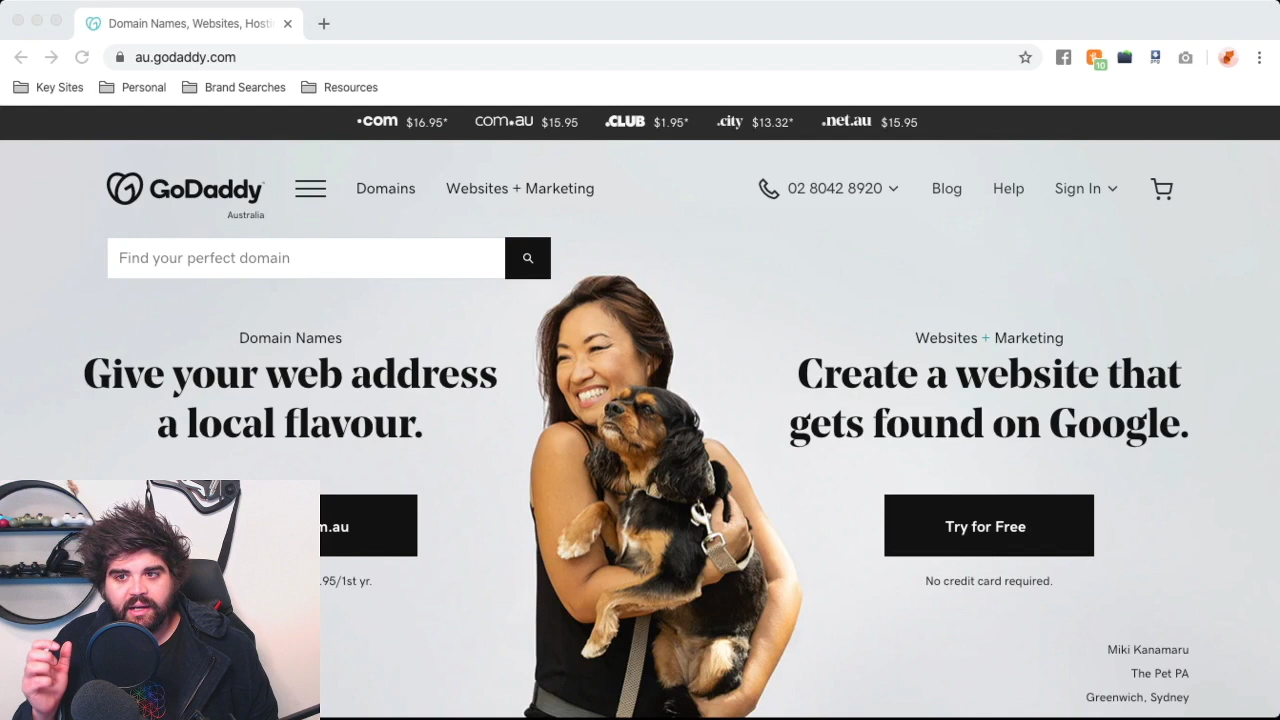 Domain Names, Websites, Hosti
au.godaddy.com
10
Key Sites Personal Brand Searches Resources
.com $16.95* com.au $15.95 .CLUB $1.95* .city $13.32* .net.au $15.95
GoDaddy Domains Websites + Marketing 02 8042 8920 Blog Help Sign In
Australia
Find your perfect domain
Domain Names
Give your web address
a local flavour.
m.au
.95/1st yr.
Websites + Marketing
Create a website that
gets found on Google.
Try for Free
No credit card required.
Miki Kanamaru
The Pet PA
Greenwich, Sydney